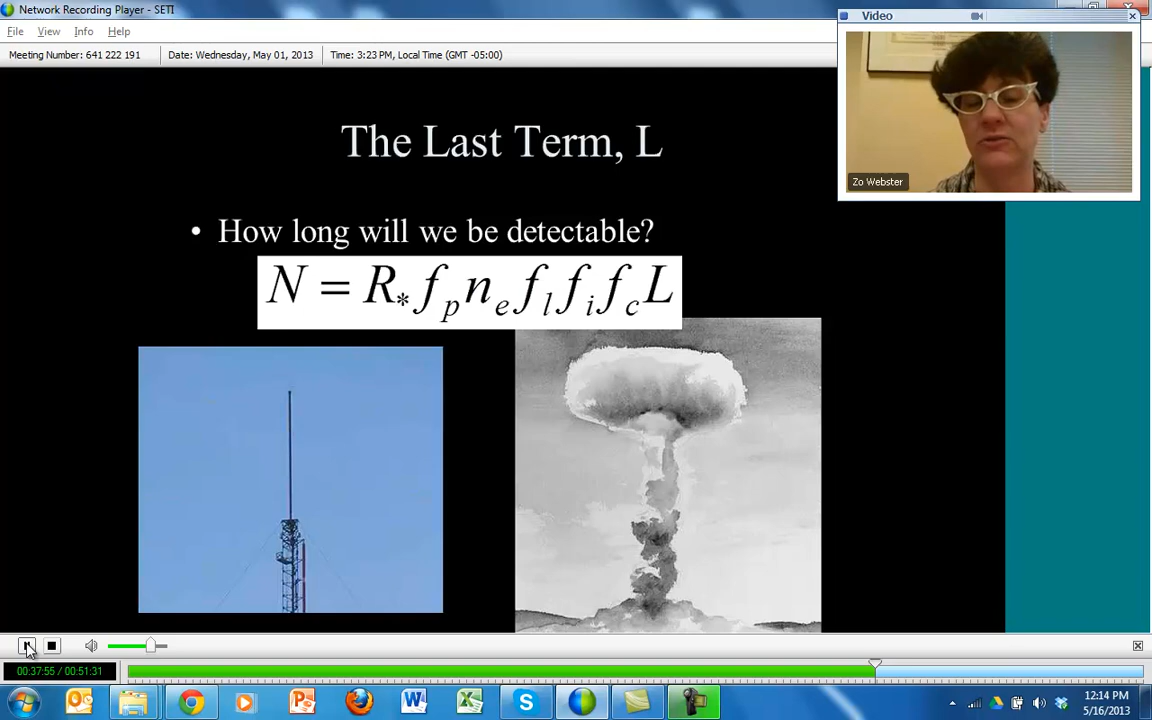 Network Recording Player - SETI
Video
File View Info Help
Meeting Number: 641 222 191 Date: Wednesday, May 01, 2013 Time: 3:23 PM, Local Time (GMT -05:00)
Zo Webster
The Last Term, L
• How long will we be detectable?
N = R* fp ne fl fi fc L
00:37:55 / 00:51:31
12:14 PM
5/16/2013